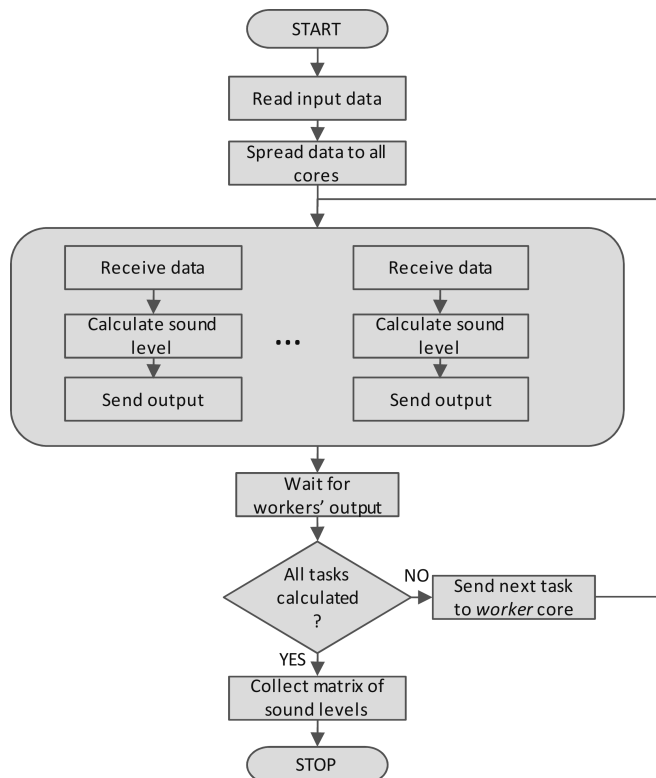 START
Read input data
Spread data to all
cores
Receive data
Calculate sound
level
Send output
...
Receive data
Calculate sound
level
Send output
Wait for
workers' output
All tasks
calculated
?
NO
Send next task
to worker core
YES
Collect matrix of
sound levels
STOP